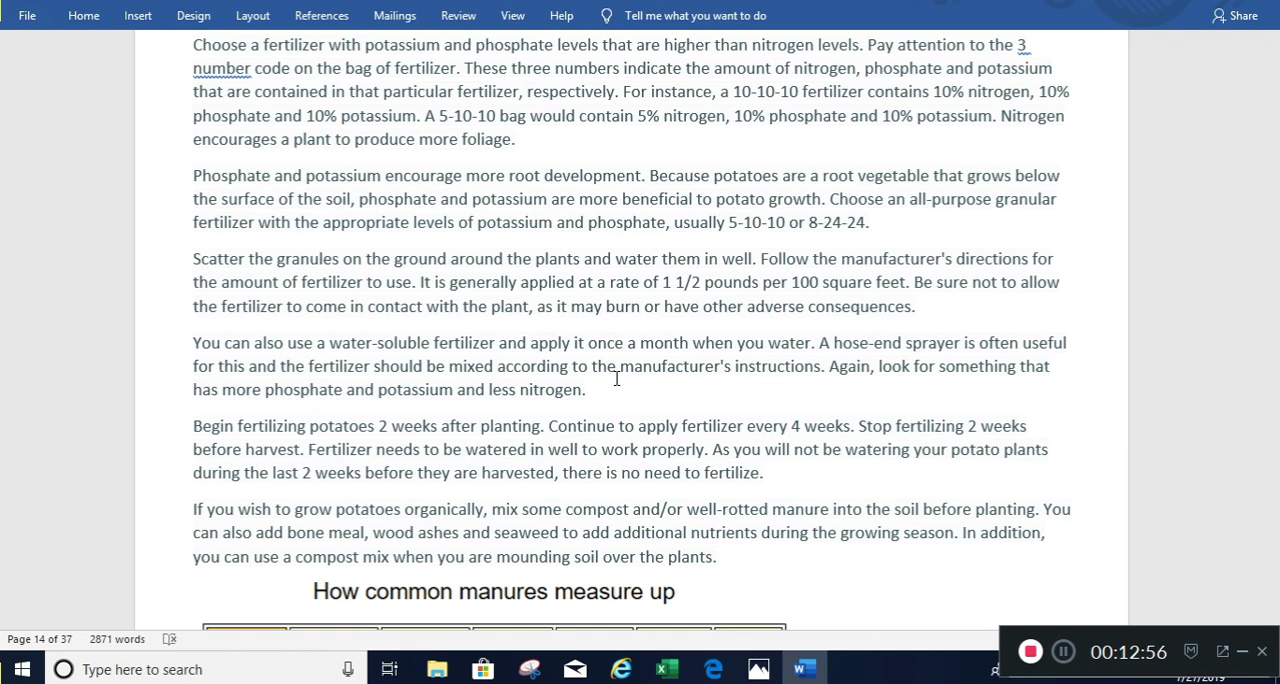 File Home Insert Design Layout References Mailings Review View Help Tell me what you want to do Share
Choose a fertilizer with potassium and phosphate levels that are higher than nitrogen levels. Pay attention to the 3
number code on the bag of fertilizer. These three numbers indicate the amount of nitrogen, phosphate and potassium
that are contained in that particular fertilizer, respectively. For instance, a 10-10-10 fertilizer contains 10% nitrogen, 10%
phosphate and 10% potassium. A 5-10-10 bag would contain 5% nitrogen, 10% phosphate and 10% potassium. Nitrogen
encourages a plant to produce more foliage.
Phosphate and potassium encourage more root development. Because potatoes are a root vegetable that grows below
the surface of the soil, phosphate and potassium are more beneficial to potato growth. Choose an all-purpose granular
fertilizer with the appropriate levels of potassium and phosphate, usually 5-10-10 or 8-24-24.
Scatter the granules on the ground around the plants and water them in well. Follow the manufacturer's directions for
the amount of fertilizer to use. It is generally applied at a rate of 1 1/2 pounds per 100 square feet. Be sure not to allow
the fertilizer to come in contact with the plant, as it may burn or have other adverse consequences.
You can also use a water-soluble fertilizer and apply it once a month when you water. A hose-end sprayer is often useful
for this and the fertilizer should be mixed according to the manufacturer's instructions. Again, look for something that
has more phosphate and potassium and less nitrogen.
Begin fertilizing potatoes 2 weeks after planting. Continue to apply fertilizer every 4 weeks. Stop fertilizing 2 weeks
before harvest. Fertilizer needs to be watered in well to work properly. As you will not be watering your potato plants
during the last 2 weeks before they are harvested, there is no need to fertilize.
If you wish to grow potatoes organically, mix some compost and/or well-rotted manure into the soil before planting. You
can also add bone meal, wood ashes and seaweed to add additional nutrients during the growing season. In addition,
you can use a compost mix when you are mounding soil over the plants.
How common manures measure up
Page 14 of 37 2871 words
00:12:56
Type here to search